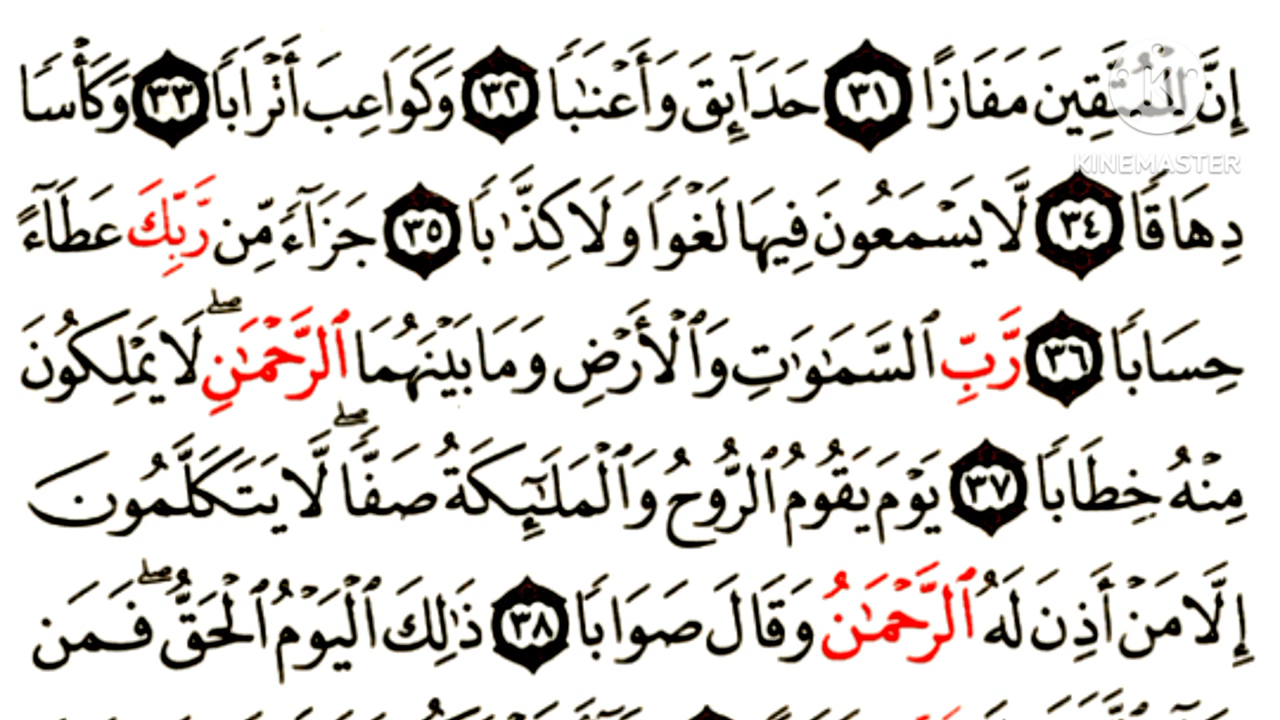 إِنَّ لِلْمُتَّقِينَ مَفَازًا ٣١ حَدَآئِقَ وَأَعْنَٰبًا ٣٢ وَكَوَاعِبَ أَتْرَابًا ٣٣ وَكَأْسًا
KINEMASTER
دِهَاقًا ٣٤ لَّا يَسْمَعُونَ فِيهَا لَغْوًا وَلَا كِذَّٰبًا ٣٥ جَزَآءً مِّن رَّبِّكَ عَطَآءً
حِسَابًا ٣٦ رَّبِّ ٱلسَّمَٰوَٰتِ وَٱلْأَرْضِ وَمَا بَيْنَهُمَا ٱلرَّحْمَٰنِ ۖ لَا يَمْلِكُونَ
مِنْهُ خِطَابًا ٣٧ يَوْمَ يَقُومُ ٱلرُّوحُ وَٱلْمَلَٰٓئِكَةُ صَفًّا ۖ لَّا يَتَكَلَّمُونَ
إِلَّا مَنْ أَذِنَ لَهُ ٱلرَّحْمَٰنُ وَقَالَ صَوَابًا ٣٨ ذَٰلِكَ ٱلْيَوْمُ ٱلْحَقُّ ۖ فَمَن